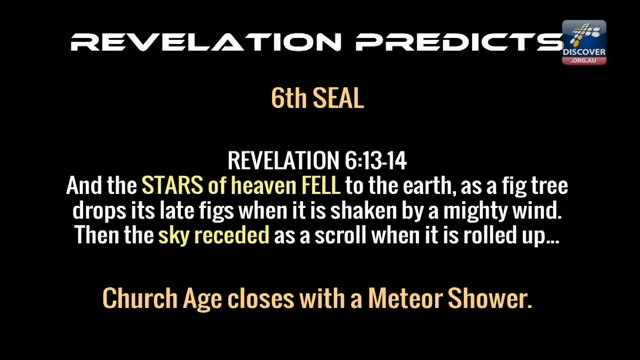 REVELATION PREDICTS
DISCOVER
.ORG.AU
6th SEAL
REVELATION 6:13-14
And the STARS of heaven FELL to the earth, as a fig tree
drops its late figs when it is shaken by a mighty wind.
Then the sky receded as a scroll when it is rolled up...
Church Age closes with a Meteor Shower.